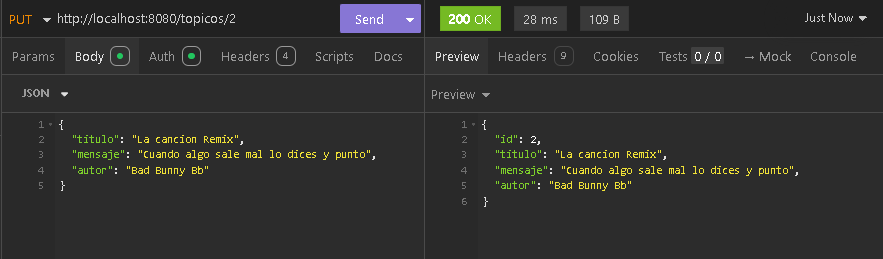 PUT http://localhost:8080/topicos/2 Send 200 OK 28 ms 109 B Just Now
Params Body Auth Headers 4 Scripts Docs Preview Headers 9 Cookies Tests 0 / 0 → Mock Console
JSON
Preview
1 {
2 "titulo": "La cancion Remix",
3 "mensaje": "Cuando algo sale mal lo dices y punto",
4 "autor": "Bad Bunny Bb"
5 }
1 {
2 "id": 2,
3 "titulo": "La cancion Remix",
4 "mensaje": "Cuando algo sale mal lo dices y punto",
5 "autor": "Bad Bunny Bb"
6 }